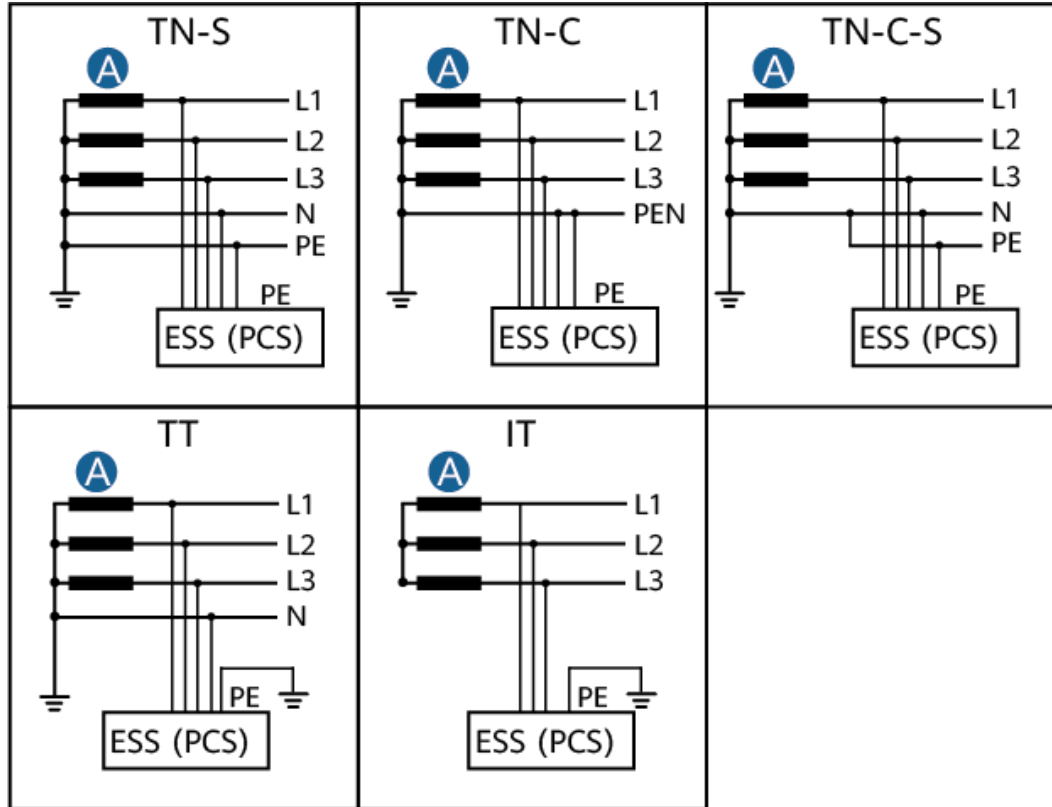 TN-S
A
L1
L2
L3
N
PE
PE
ESS (PCS)
TN-C
A
L1
L2
L3
PEN
PE
ESS (PCS)
TN-C-S
A
L1
L2
L3
N
PE
PE
ESS (PCS)
TT
A
L1
L2
L3
N
PE
ESS (PCS)
IT
A
L1
L2
L3
PE
ESS (PCS)